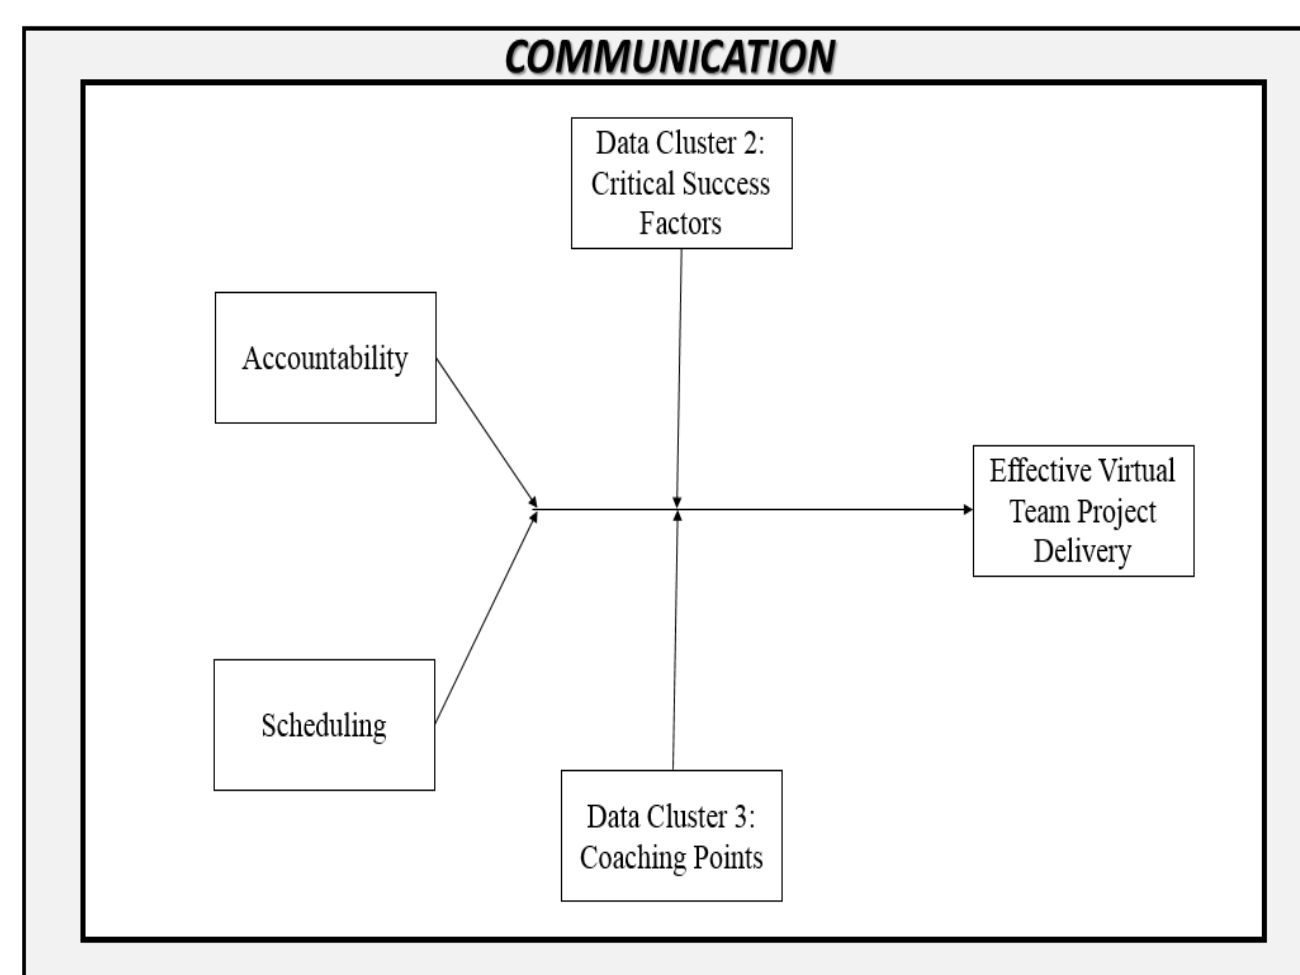 COMMUNICATION
Data Cluster 2:
Critical Success
Factors
Accountability
Effective Virtual
Team Project
Delivery
Scheduling
Data Cluster 3:
Coaching Points